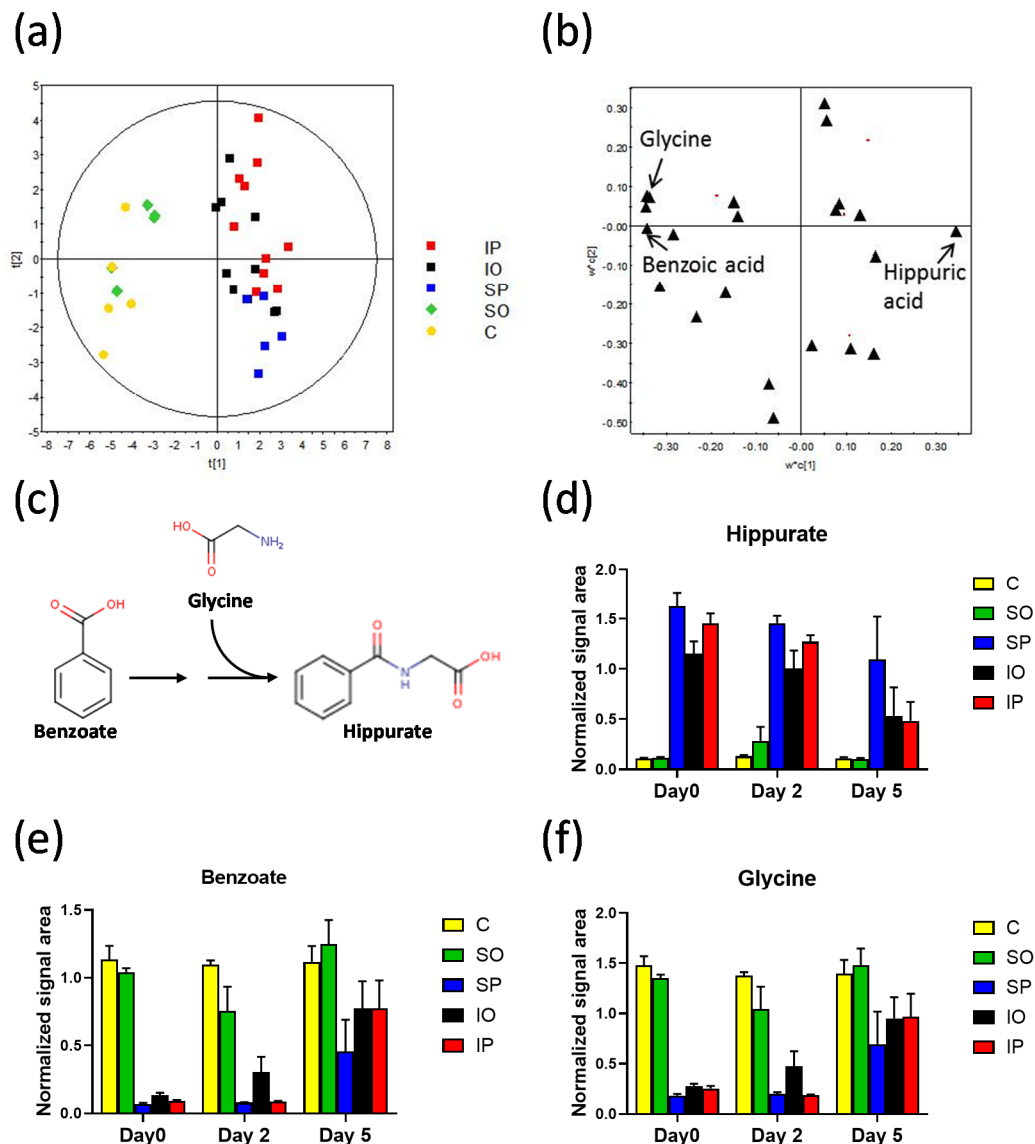 (a)
(b)
5
4
3
2
1
0
-1
-2
-3
-4
-5
t[2]
-8 -7 -6 -5 -4 -3 -2 -1 0 1 2 3 4 5 6 7 8
t[1]
IP
IO
SP
SO
C
0.30
0.20
0.10
-0.00
-0.10
-0.20
-0.30
-0.40
-0.50
w*c[2]
Glycine
Benzoic acid
Hippuric
acid
-0.30 -0.20 -0.10 -0.00 0.10 0.20 0.30
w*c[1]
(c)
HO
O
NH2
Glycine
O
OH
Benzoate
O
N
H
OH
O
Hippurate
(d)
Hippurate
Normalized signal area
2.0
1.5
1.0
0.5
0.0
Day0 Day 2 Day 5
C
SO
SP
IO
IP
(e)
Benzoate
Normalized signal area
1.5
1.0
0.5
0.0
Day0 Day 2 Day 5
C
SO
SP
IO
IP
(f)
Glycine
Normalized signal area
2.0
1.5
1.0
0.5
0.0
Day0 Day 2 Day 5
C
SO
SP
IO
IP